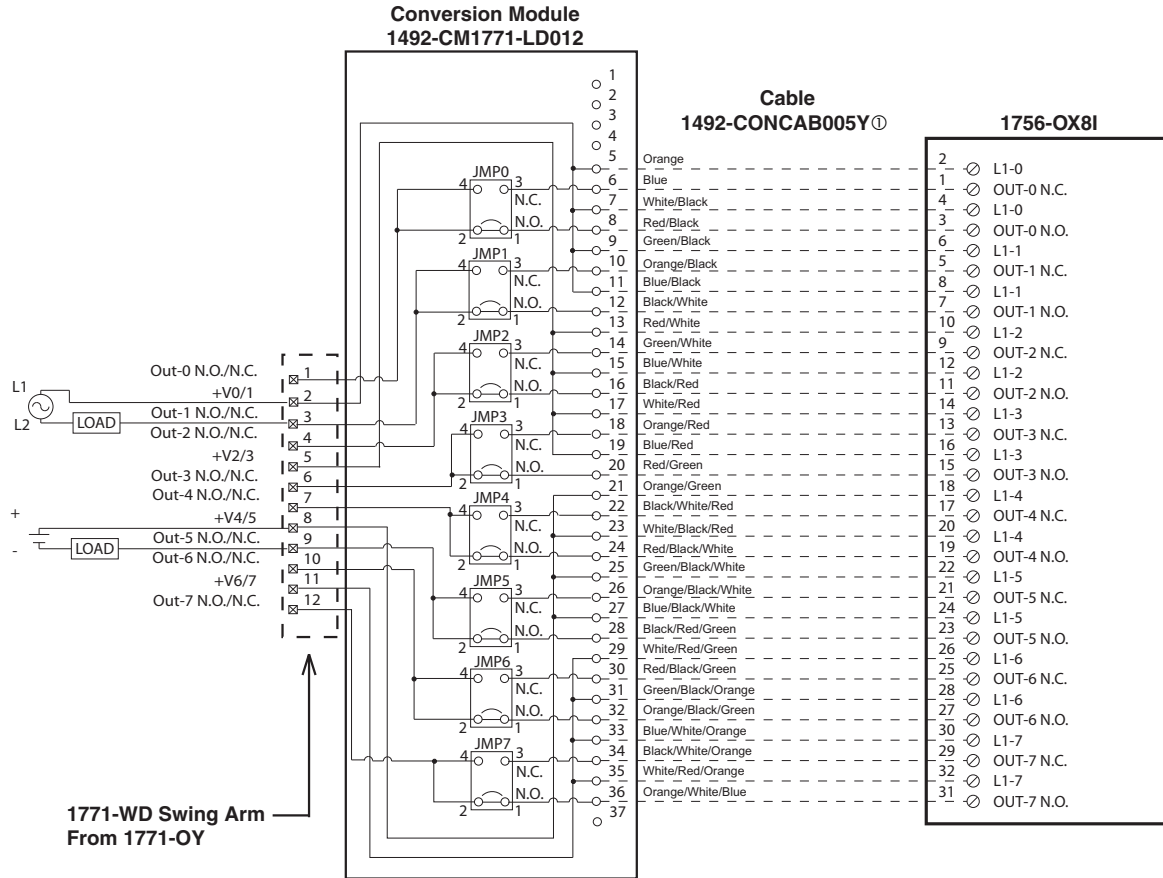 Conversion Module
1492-CM1771-LD012
Cable
1492-CONCAB005Y①
1756-OX8I
1
2
3
4
5 Orange 2 L1-0
6 Blue 1 OUT-0 N.C.
7 White/Black 4 L1-0
8 Red/Black 3 OUT-0 N.O.
9 Green/Black 6 L1-1
10 Orange/Black 5 OUT-1 N.C.
11 Blue/Black 8 L1-1
12 Black/White 7 OUT-1 N.O.
13 Red/White 10 L1-2
14 Green/White 9 OUT-2 N.C.
15 Blue/White 12 L1-2
16 Black/Red 11 OUT-2 N.O.
17 White/Red 14 L1-3
18 Orange/Red 13 OUT-3 N.C.
19 Blue/Red 16 L1-3
20 Red/Green 15 OUT-3 N.O.
21 Orange/Green 18 L1-4
22 Black/White/Red 17 OUT-4 N.C.
23 White/Black/Red 20 L1-4
24 Red/Black/White 19 OUT-4 N.O.
25 Green/Black/White 22 L1-5
26 Orange/Black/White 21 OUT-5 N.C.
27 Blue/Black/White 24 L1-5
28 Black/Red/Green 23 OUT-5 N.O.
29 White/Red/Green 26 L1-6
30 Red/Black/Green 25 OUT-6 N.C.
31 Green/Black/Orange 28 L1-6
32 Orange/Black/Green 27 OUT-6 N.O.
33 Blue/White/Orange 30 L1-7
34 Black/White/Orange 29 OUT-7 N.C.
35 White/Red/Orange 32 L1-7
36 Orange/White/Blue 31 OUT-7 N.O.
37
JMP0
4 3
N.C.
N.O.
2 1
JMP1
4 3
N.C.
N.O.
2 1
JMP2
4 3
N.C.
N.O.
2 1
JMP3
4 3
N.C.
N.O.
2 1
JMP4
4 3
N.C.
N.O.
2 1
JMP5
4 3
N.C.
N.O.
2 1
JMP6
4 3
N.C.
N.O.
2 1
JMP7
4 3
N.C.
N.O.
2 1
Out-0 N.O./N.C. 1
L1
+V0/1 2
Out-1 N.O./N.C. 3
L2
LOAD
Out-2 N.O./N.C. 4
+V2/3 5
Out-3 N.O./N.C. 6
Out-4 N.O./N.C. 7
+
+V4/5 8
Out-5 N.O./N.C. 9
-
LOAD
Out-6 N.O./N.C. 10
+V6/7 11
Out-7 N.O./N.C. 12
1771-WD Swing Arm
From 1771-OY